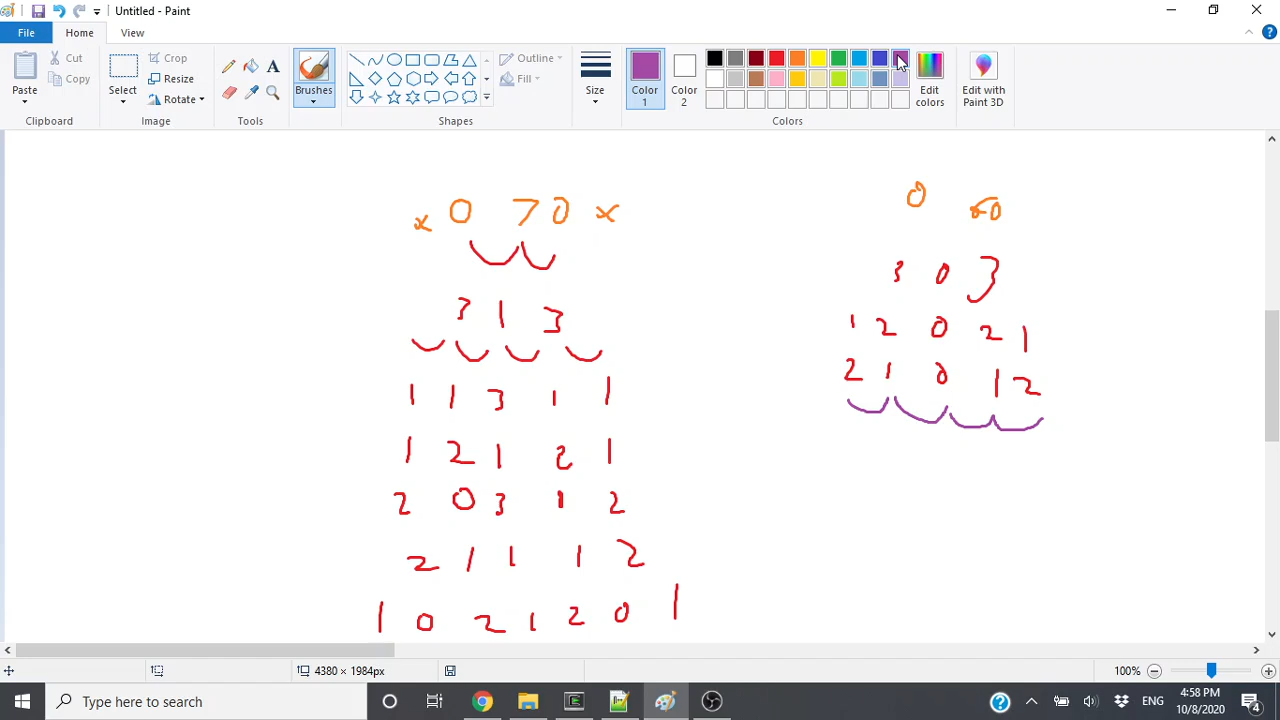 Untitled - Paint
File Home View
Paste
Cut
Copy
Clipboard
Select
Crop
Resize
Rotate
Image
Tools
Brushes
Outline
Fill
Shapes
Size
Color 1
Color 2
Edit colors
Colors
Edit with Paint 3D
x 0 7 0 x
3 1 3
1 1 3 1 1
1 2 1 2 1
2 0 3 1 2
2 1 1 1 2
1 0 2 1 2 0 1
0
3 0 3
1 2 0 2 1
2 1 0 1 2
4380 × 1984px
100%
Type here to search
ENG
4:58 PM
10/8/2020
4